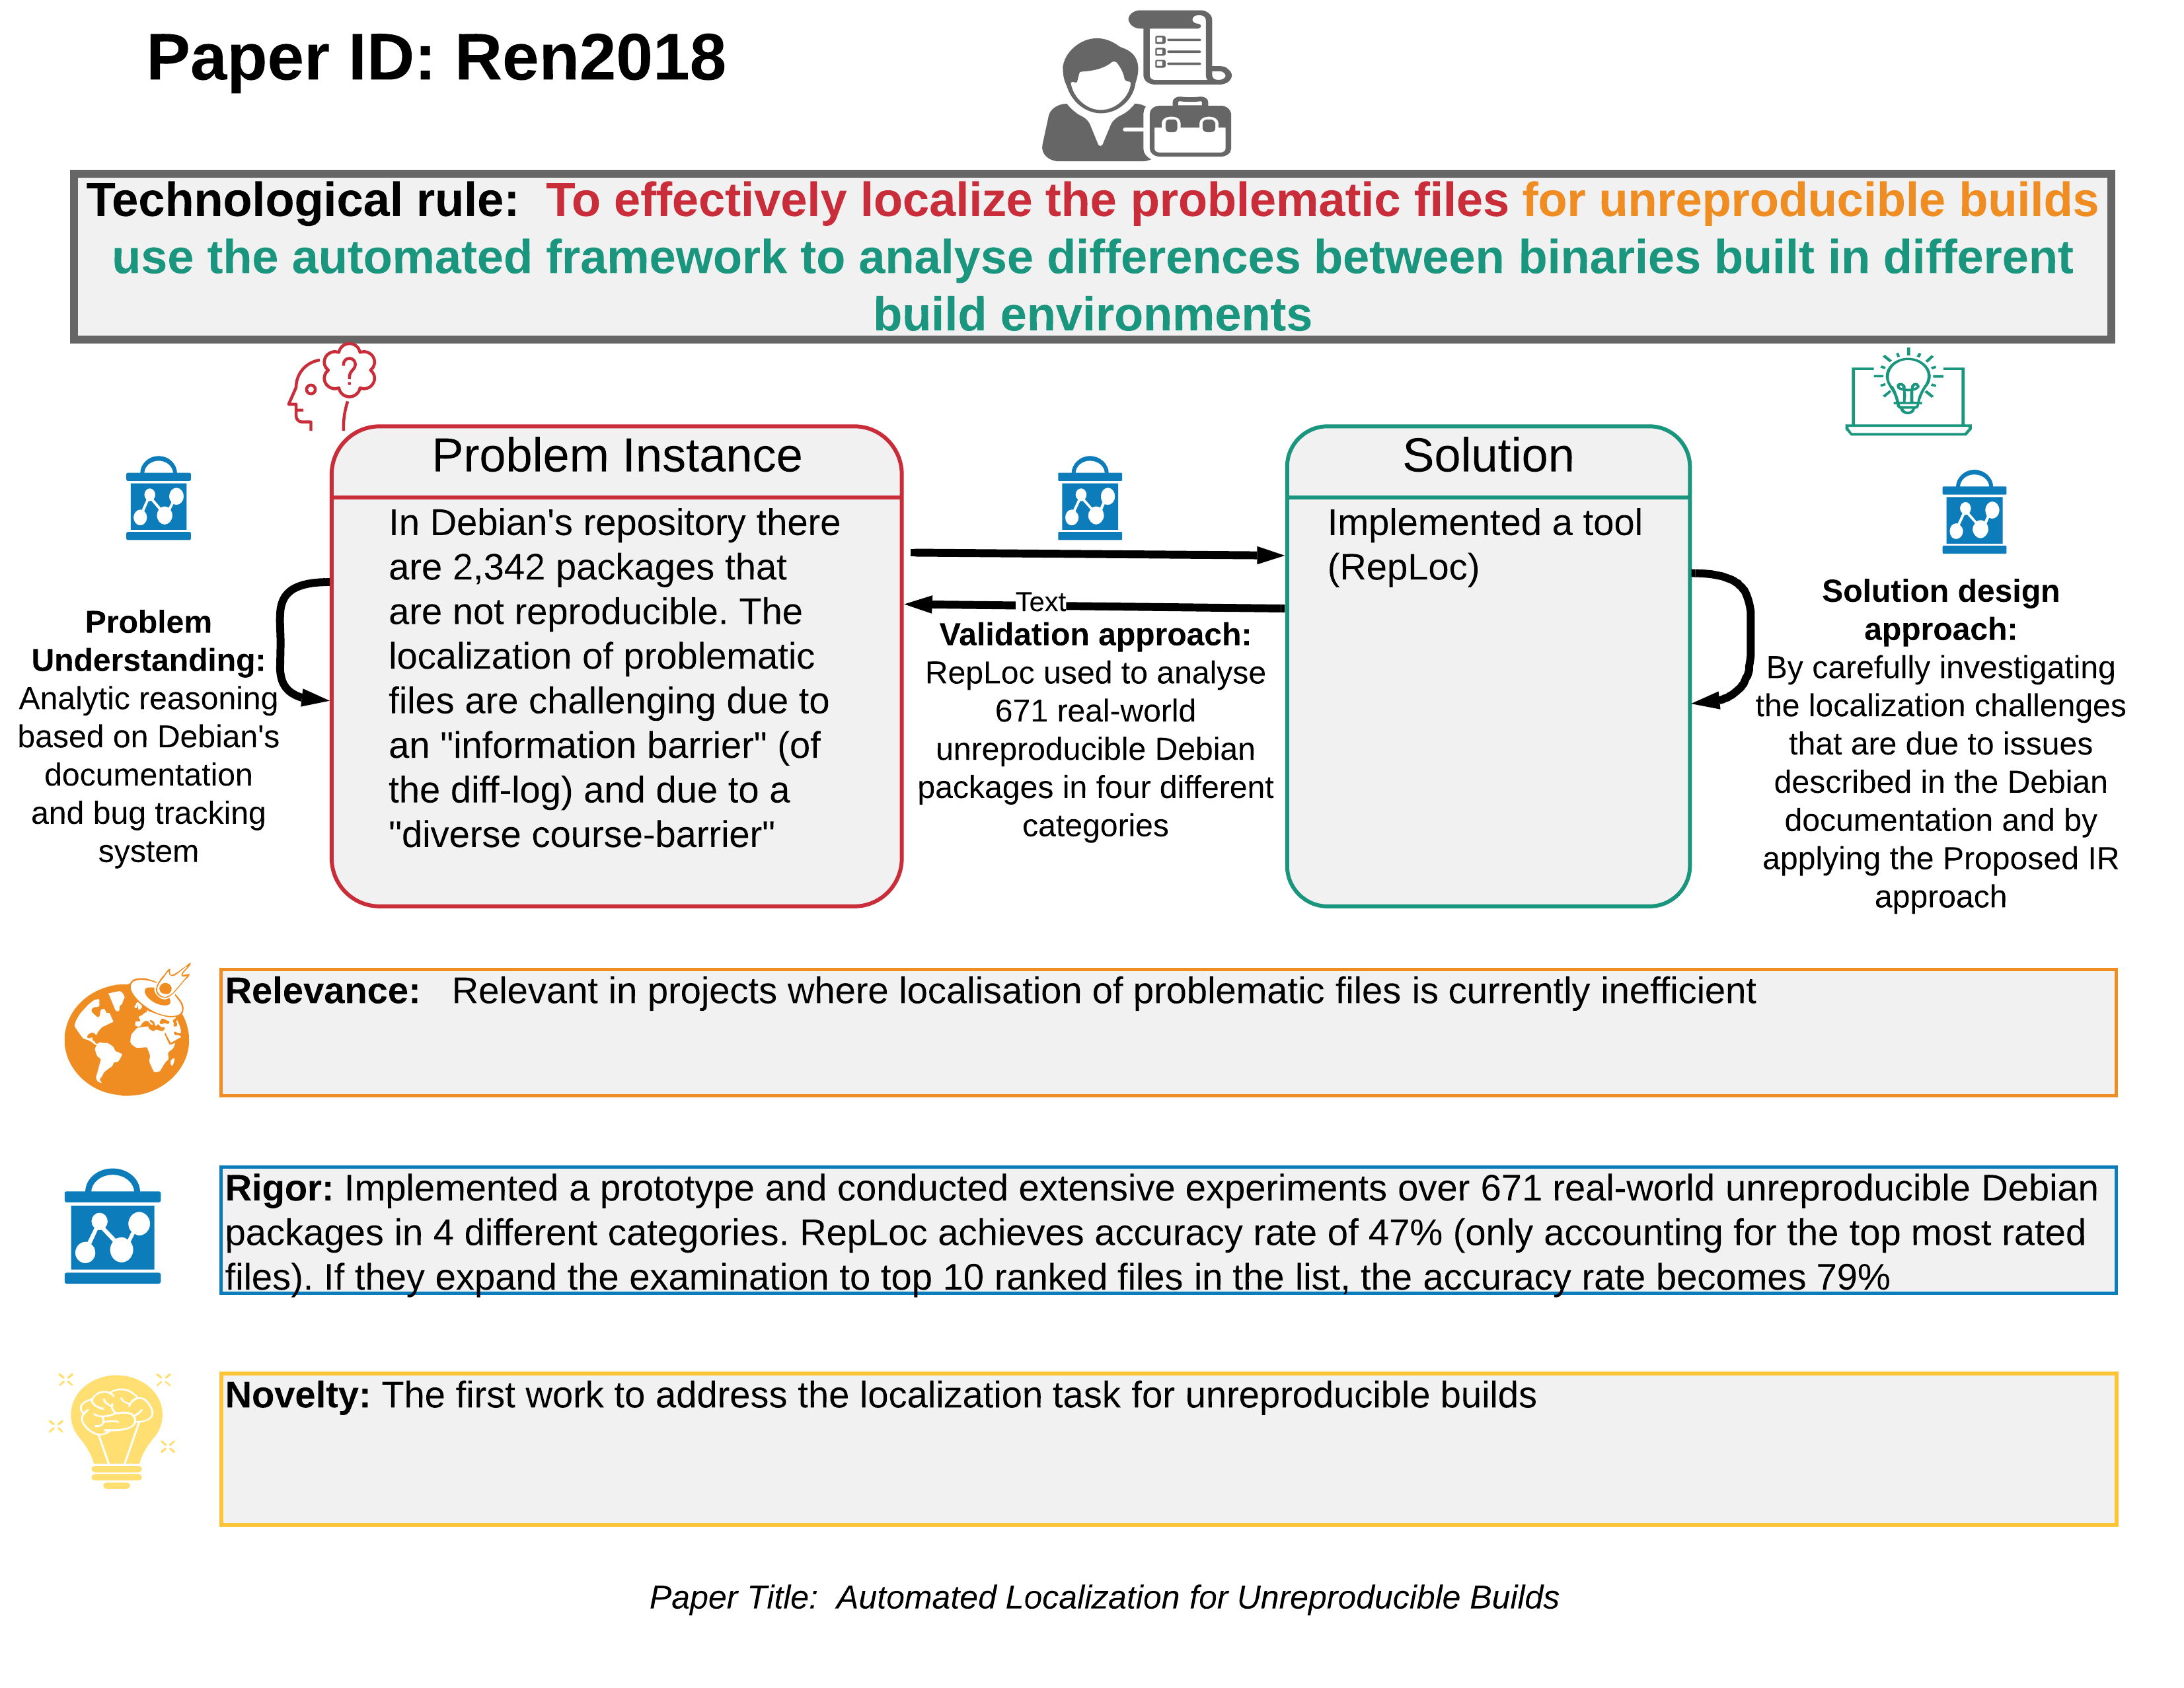 Paper ID: Ren2018
Technological rule:  To effectively localize the problematic files for unreproducible builds
use the automated framework to analyse differences between binaries built in different
build environments
Problem Instance
In Debian's repository there
are 2,342 packages that
are not reproducible. The
localization of problematic
files are challenging due to
an "information barrier" (of
the diff-log) and due to a
"diverse course-barrier"
Solution
Implemented a tool
(RepLoc)
Problem
Understanding:
Analytic reasoning
based on Debian's
documentation
and bug tracking
system
Text
Validation approach:
RepLoc used to analyse
671 real-world
unreproducible Debian
packages in four different
categories
Solution design
approach:
By carefully investigating
the localization challenges
that are due to issues
described in the Debian
documentation and by
applying the Proposed IR
approach
Relevance:   Relevant in projects where localisation of problematic files is currently inefficient
Rigor: Implemented a prototype and conducted extensive experiments over 671 real-world unreproducible Debian
packages in 4 different categories. RepLoc achieves accuracy rate of 47% (only accounting for the top most rated
files). If they expand the examination to top 10 ranked files in the list, the accuracy rate becomes 79%
Novelty: The first work to address the localization task for unreproducible builds
Paper Title:  Automated Localization for Unreproducible Builds